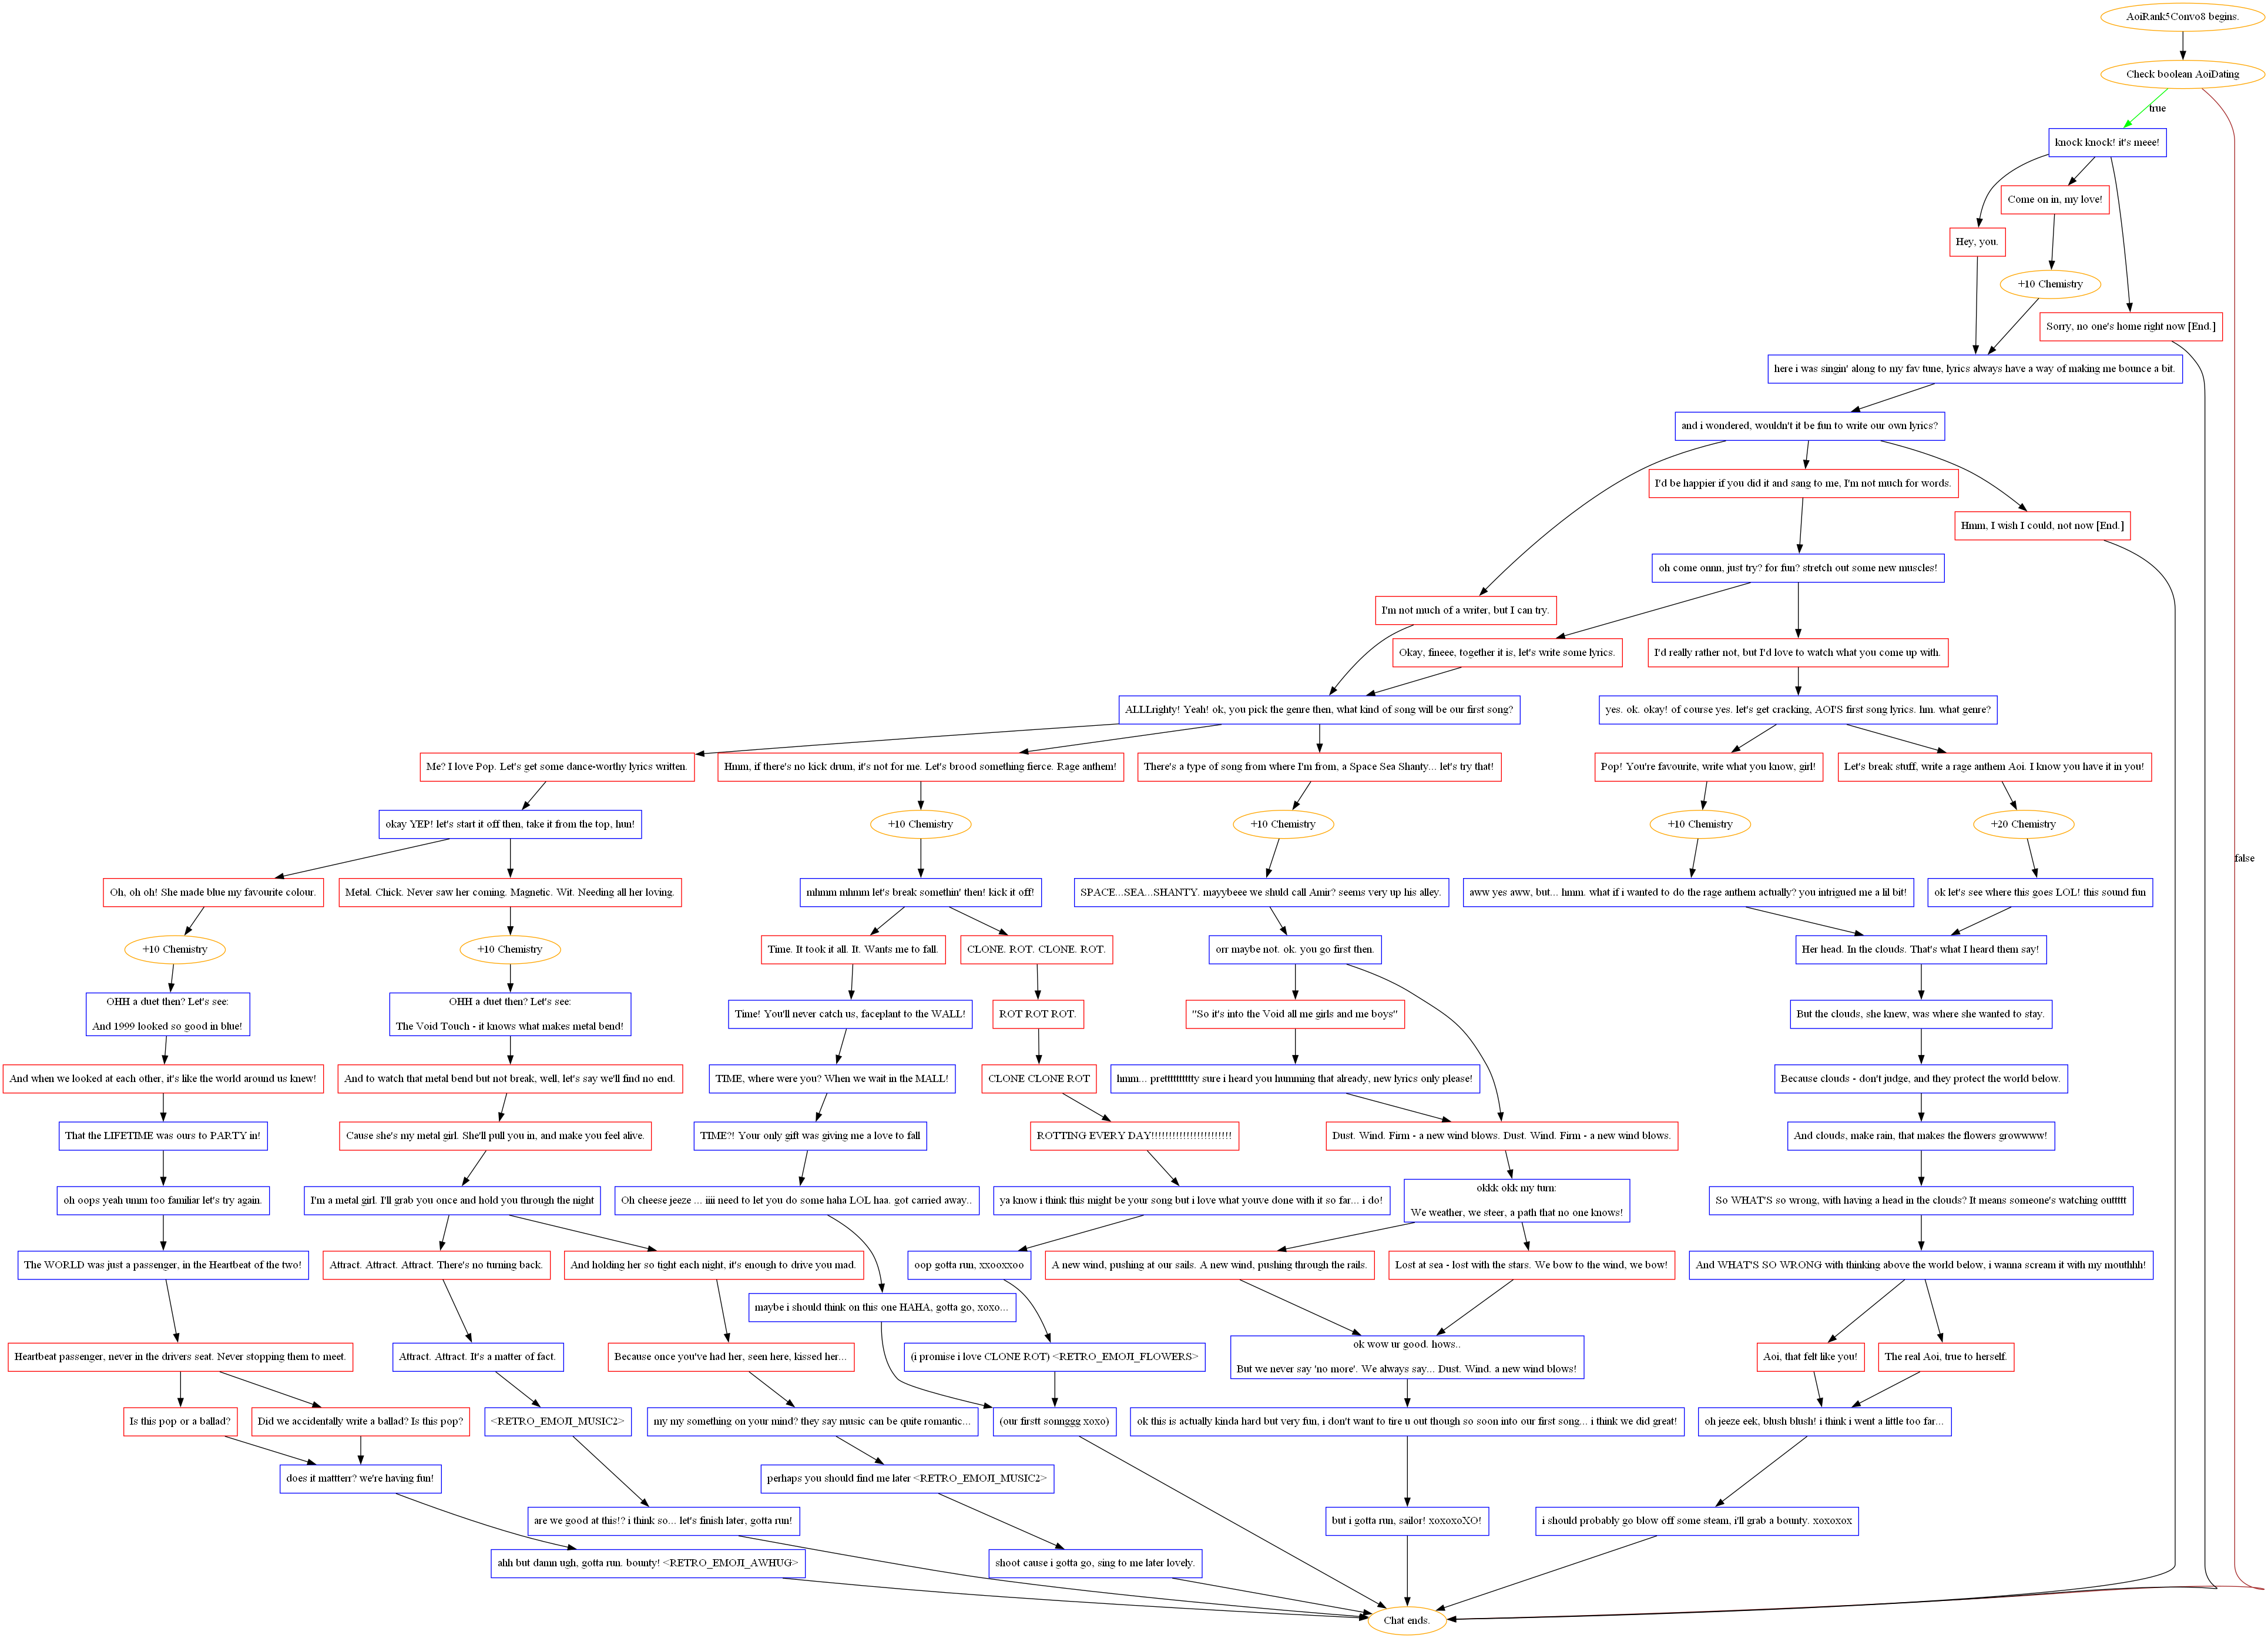 AoiRank5Convo8 begins.
Check boolean AoiDating
true
knock knock! it's meee!
Come on in, my love!
Hey, you.
+10 Chemistry
Sorry, no one's home right now [End.]
here i was singin' along to my fav tune, lyrics always have a way of making me bounce a bit.
and i wondered, wouldn't it be fun to write our own lyrics?
I'd be happier if you did it and sang to me, I'm not much for words.
Hmm, I wish I could, not now [End.]
oh come onnn, just try? for fun? stretch out some new muscles!
I'm not much of a writer, but I can try.
Okay, fineee, together it is, let's write some lyrics.
I'd really rather not, but I'd love to watch what you come up with.
ALLLrighty! Yeah! ok, you pick the genre then, what kind of song will be our first song?
yes. ok. okay! of course yes. let's get cracking, AOI'S first song lyrics. hm. what genre?
Me? I love Pop. Let's get some dance-worthy lyrics written.
Hmm, if there's no kick drum, it's not for me. Let's brood something fierce. Rage anthem!
There's a type of song from where I'm from, a Space Sea Shanty... let's try that!
Pop! You're favourite, write what you know, girl!
Let's break stuff, write a rage anthem Aoi. I know you have it in you!
okay YEP! let's start it off then, take it from the top, hun!
+10 Chemistry
+10 Chemistry
+10 Chemistry
+20 Chemistry
false
Oh, oh oh! She made blue my favourite colour.
Metal. Chick. Never saw her coming. Magnetic. Wit. Needing all her loving.
mhmm mhmm let's break somethin' then! kick it off!
SPACE...SEA...SHANTY. mayybeee we shuld call Amir? seems very up his alley.
aww yes aww, but... hmm. what if i wanted to do the rage anthem actually? you intrigued me a lil bit!
ok let's see where this goes LOL! this sound fun
+10 Chemistry
+10 Chemistry
Time. It took it all. It. Wants me to fall.
CLONE. ROT. CLONE. ROT.
orr maybe not. ok. you go first then.
Her head. In the clouds. That's what I heard them say!
OHH a duet then? Let's see:
And 1999 looked so good in blue!
OHH a duet then? Let's see:
The Void Touch - it knows what makes metal bend!
Time! You'll never catch us, faceplant to the WALL!
ROT ROT ROT.
"So it's into the Void all me girls and me boys"
But the clouds, she knew, was where she wanted to stay.
And when we looked at each other, it's like the world around us knew!
And to watch that metal bend but not break, well, let's say we'll find no end.
TIME, where were you? When we wait in the MALL!
CLONE CLONE ROT
hmm... prettttttttttty sure i heard you humming that already, new lyrics only please!
Because clouds - don't judge, and they protect the world below.
That the LIFETIME was ours to PARTY in!
Cause she's my metal girl. She'll pull you in, and make you feel alive.
TIME?! Your only gift was giving me a love to fall
ROTTING EVERY DAY!!!!!!!!!!!!!!!!!!!!!!!
Dust. Wind. Firm - a new wind blows. Dust. Wind. Firm - a new wind blows.
And clouds, make rain, that makes the flowers growwww!
oh oops yeah umm too familiar let's try again.
I'm a metal girl. I'll grab you once and hold you through the night
Oh cheese jeeze ... iiii need to let you do some haha LOL haa. got carried away..
ya know i think this might be your song but i love what youve done with it so far... i do!
okkk okk my turn:
We weather, we steer, a path that no one knows!
So WHAT'S so wrong, with having a head in the clouds? It means someone's watching outtttt
The WORLD was just a passenger, in the Heartbeat of the two!
Attract. Attract. Attract. There's no turning back.
And holding her so tight each night, it's enough to drive you mad.
oop gotta run, xxooxxoo
A new wind, pushing at our sails. A new wind, pushing through the rails.
Lost at sea - lost with the stars. We bow to the wind, we bow!
And WHAT'S SO WRONG with thinking above the world below, i wanna scream it with my mouthhh!
maybe i should think on this one HAHA, gotta go, xoxo...
Heartbeat passenger, never in the drivers seat. Never stopping them to meet.
Attract. Attract. It's a matter of fact.
Because once you've had her, seen here, kissed her...
(i promise i love CLONE ROT) <RETRO_EMOJI_FLOWERS>
ok wow ur good. hows..
But we never say 'no more'. We always say... Dust. Wind. a new wind blows!
Aoi, that felt like you!
The real Aoi, true to herself.
Is this pop or a ballad?
Did we accidentally write a ballad? Is this pop?
<RETRO_EMOJI_MUSIC2>
my my something on your mind? they say music can be quite romantic...
(our firstt sonnggg xoxo)
ok this is actually kinda hard but very fun, i don't want to tire u out though so soon into our first song... i think we did great!
oh jeeze eek, blush blush! i think i went a little too far...
does it mattterr? we're having fun!
perhaps you should find me later <RETRO_EMOJI_MUSIC2>
are we good at this!? i think so... let's finish later, gotta run!
but i gotta run, sailor! xoxoxoXO!
i should probably go blow off some steam, i'll grab a bounty. xoxoxox
ahh but damn ugh, gotta run. bounty! <RETRO_EMOJI_AWHUG>
shoot cause i gotta go, sing to me later lovely.
Chat ends.